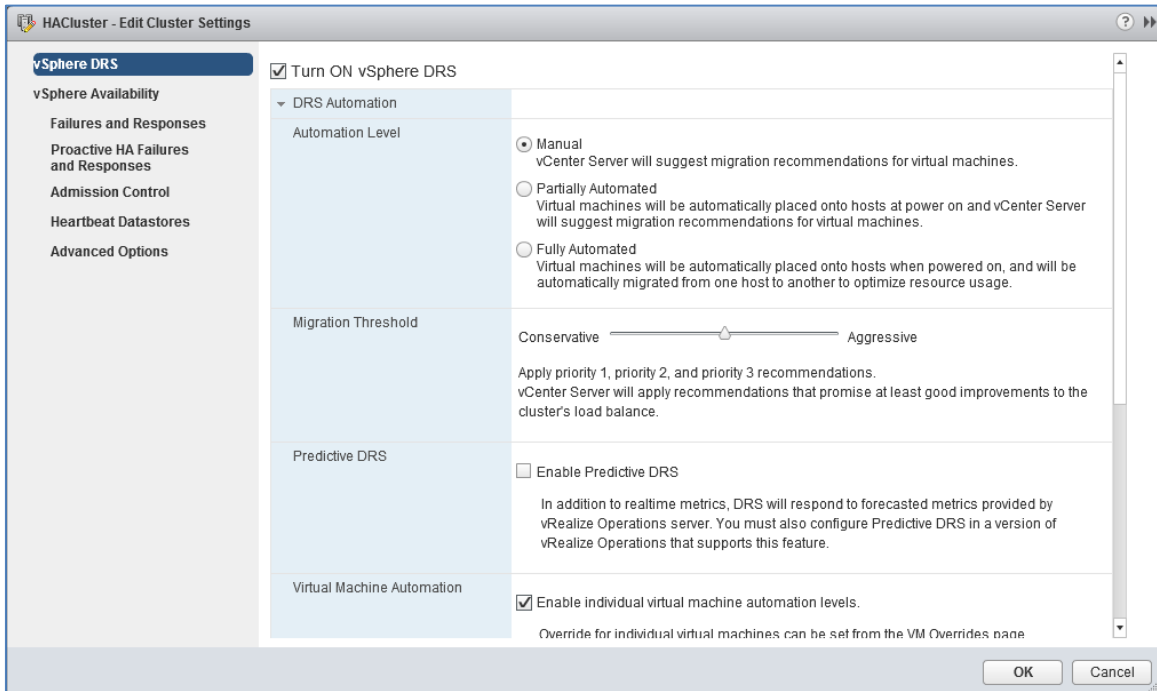 HACluster - Edit Cluster Settings
?
vSphere DRS
vSphere Availability
Failures and Responses
Proactive HA Failures
and Responses
Admission Control
Heartbeat Datastores
Advanced Options
Turn ON vSphere DRS
DRS Automation
Automation Level
Manual
vCenter Server will suggest migration recommendations for virtual machines.
Partially Automated
Virtual machines will be automatically placed onto hosts at power on and vCenter Server
will suggest migration recommendations for virtual machines.
Fully Automated
Virtual machines will be automatically placed onto hosts when powered on, and will be
automatically migrated from one host to another to optimize resource usage.
Migration Threshold
Conservative Aggressive
Apply priority 1, priority 2, and priority 3 recommendations.
vCenter Server will apply recommendations that promise at least good improvements to the
cluster's load balance.
Predictive DRS
Enable Predictive DRS
In addition to realtime metrics, DRS will respond to forecasted metrics provided by
vRealize Operations server. You must also configure Predictive DRS in a version of
vRealize Operations that supports this feature.
Virtual Machine Automation
Enable individual virtual machine automation levels.
Override for individual virtual machines can be set from the VM Overrides page
OK Cancel